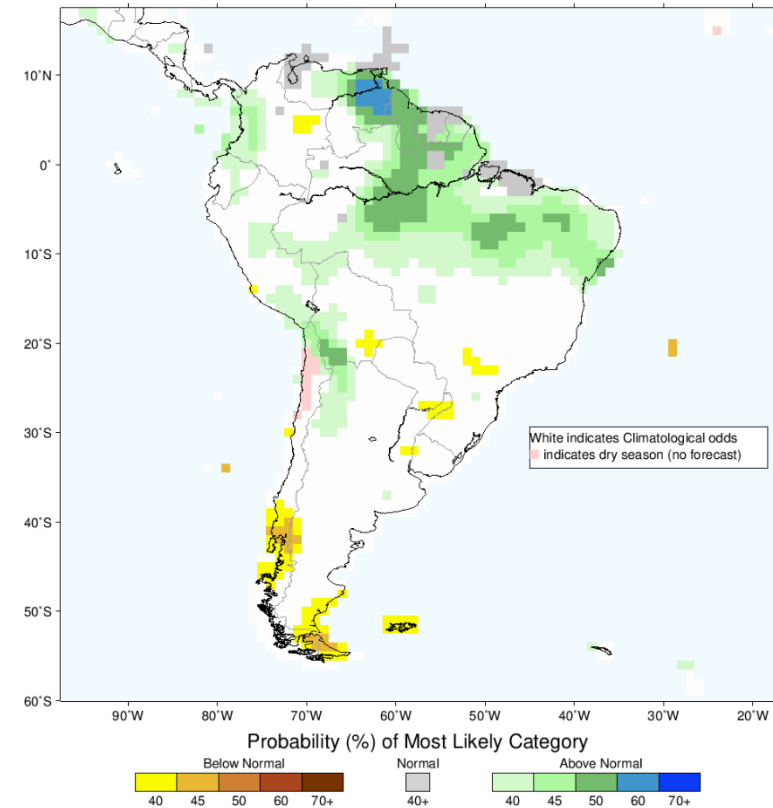 10˚N
0˚
10˚S
20˚S
30˚S
40˚S
50˚S
60˚S
White indicates Climatological odds
indicates dry season (no forecast)
90˚W 80˚W 70˚W 60˚W 50˚W 40˚W 30˚W 20˚W
Probability (%) of Most Likely Category
Below Normal Normal Above Normal
40 45 50 60 70+ 40+ 40 45 50 60 70+